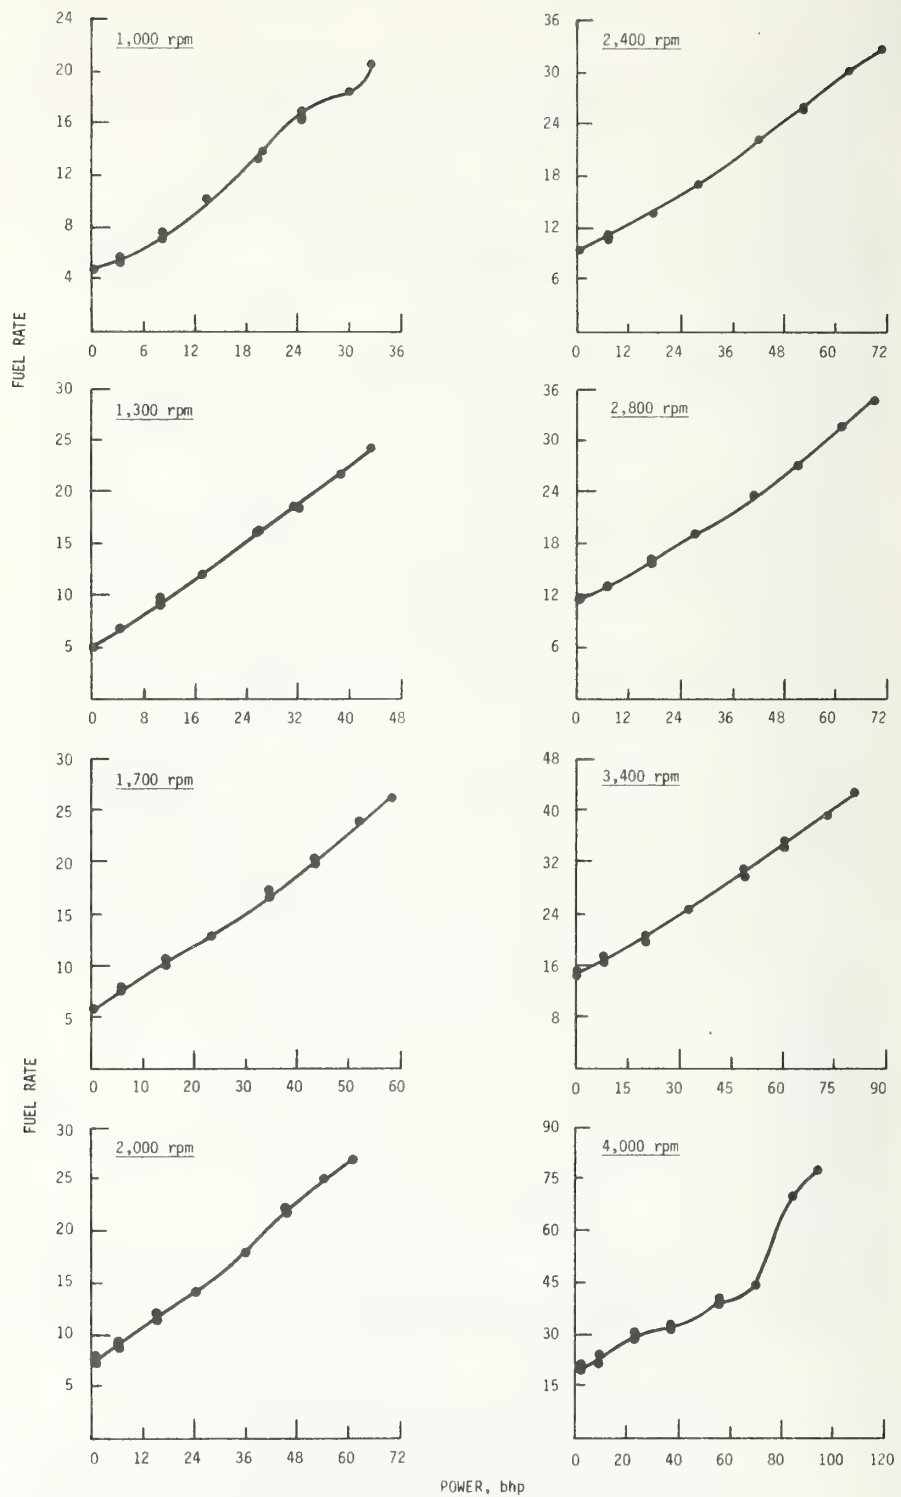 FUEL RATE
1,000 rpm
24
20
16
12
8
4
0 6 12 18 24 30 36
2,400 rpm
36
30
24
18
12
6
0 12 24 36 48 60 72
1,300 rpm
30
25
20
15
10
5
0 8 16 24 32 40 48
2,800 rpm
36
30
24
18
12
6
0 12 24 36 48 60 72
FUEL RATE
1,700 rpm
30
25
20
15
10
5
0 10 20 30 40 50 60
3,400 rpm
48
40
32
24
16
8
0 15 30 45 60 75 90
2,000 rpm
30
25
20
15
10
5
0 12 24 36 48 60 72
4,000 rpm
90
75
60
45
30
15
0 20 40 60 80 100 120
POWER, bhp